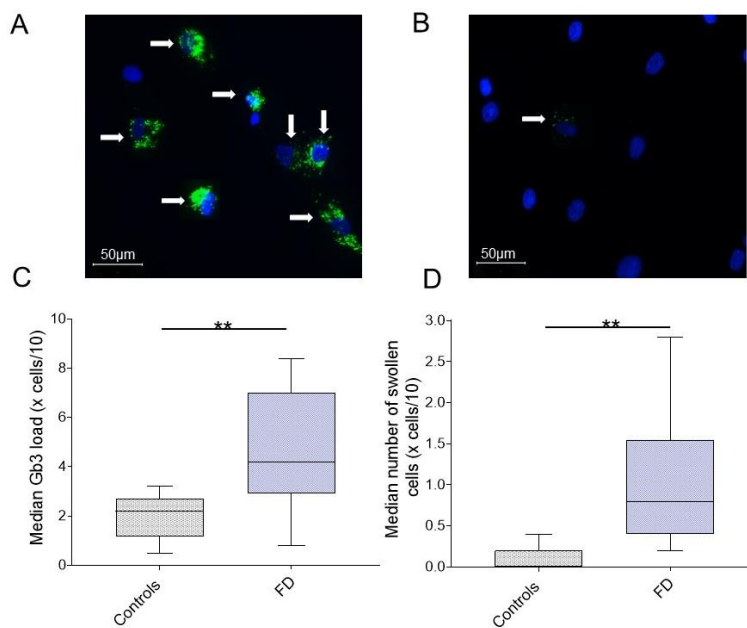 A
B
50µm
50µm
C
D
**
Median Gb3 load (x cells/10)
10
8
6
4
2
0
Controls
FD
**
Median number of swollen
cells (x cells/10)
3.0
2.5
2.0
1.5
1.0
0.5
0.0
Controls
FD